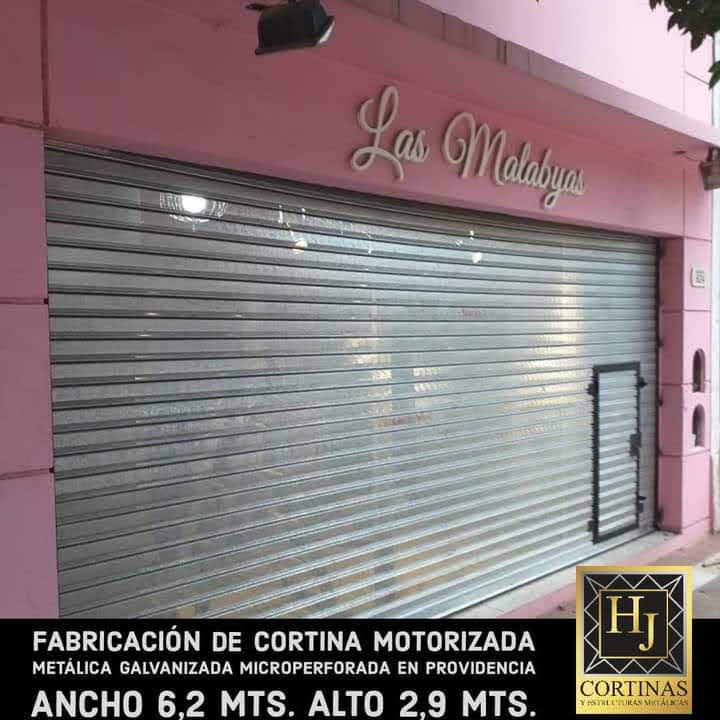 Las Malabyas
FABRICACIÓN DE CORTINA MOTORIZADA
METÁLICA GALVANIZADA MICROPERFORADA EN PROVIDENCIA
ANCHO 6,2 MTS. ALTO 2,9 MTS.
HJ
CORTINAS
Y ESTRUCTURAS METÁLICAS